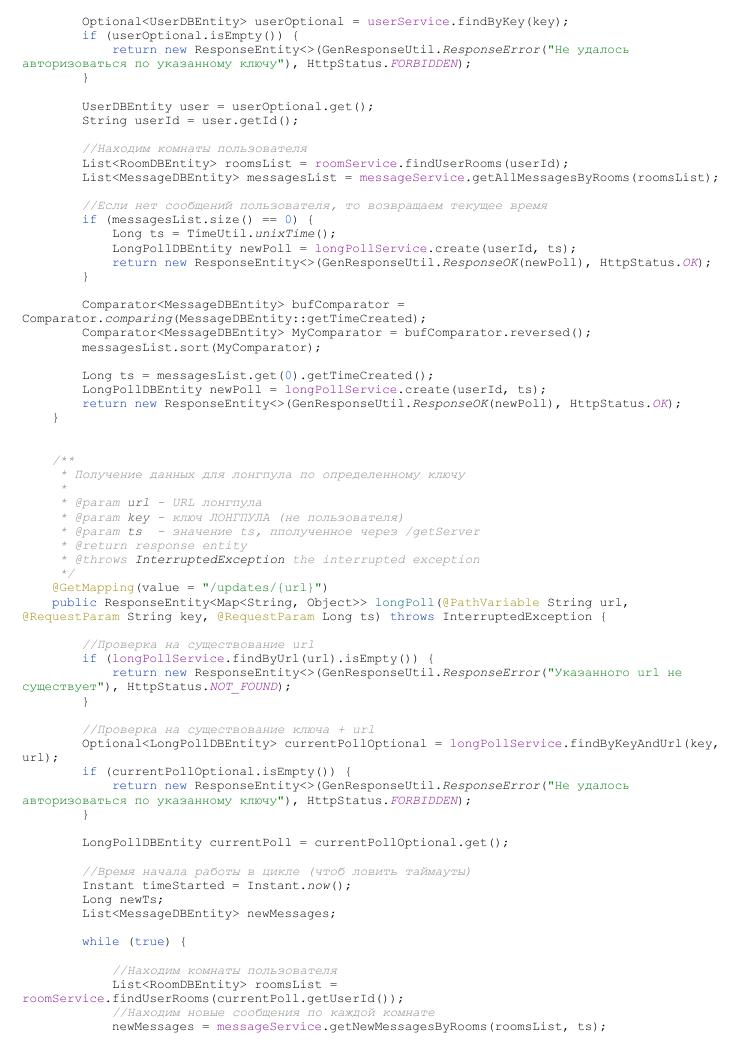 Optional<UserDBEntity> userOptional = userService.findByKey(key);
if (userOptional.isEmpty()) {
return new ResponseEntity<>(GenResponseUtil.ResponseError("Не удалось
авторизоваться по указанному ключу"), HttpStatus.FORBIDDEN);
}
UserDBEntity user = userOptional.get();
String userId = user.getId();
//Находим комнаты пользователя
List<RoomDBEntity> roomsList = roomService.findUserRooms(userId);
List<MessageDBEntity> messagesList = messageService.getAllMessagesByRooms(roomsList);
//Если нет сообщений пользователя, то возвращаем текущее время
if (messagesList.size() == 0) {
Long ts = TimeUtil.unixTime();
LongPollDBEntity newPoll = longPollService.create(userId, ts);
return new ResponseEntity<>(GenResponseUtil.ResponseOK(newPoll), HttpStatus.OK);
}
Comparator<MessageDBEntity> bufComparator =
Comparator.comparing(MessageDBEntity::getTimeCreated);
Comparator<MessageDBEntity> MyComparator = bufComparator.reversed();
messagesList.sort(MyComparator);
Long ts = messagesList.get(0).getTimeCreated();
LongPollDBEntity newPoll = longPollService.create(userId, ts);
return new ResponseEntity<>(GenResponseUtil.ResponseOK(newPoll), HttpStatus.OK);
}
/**
* Получение данных для лонгпула по определенному ключу
*
* @param url - URL лонгпула
* @param key - ключ ЛОНГПУЛА (не пользователя)
* @param ts - значение ts, пполученное через /getServer
* @return response entity
* @throws InterruptedException the interrupted exception
*/
@GetMapping(value = "/updates/{url}")
public ResponseEntity<Map<String, Object>> longPoll(@PathVariable String url,
@RequestParam String key, @RequestParam Long ts) throws InterruptedException {
//Проверка на существование url
if (longPollService.findByUrl(url).isEmpty()) {
return new ResponseEntity<>(GenResponseUtil.ResponseError("Указанного url не
существует"), HttpStatus.NOT_FOUND);
}
//Проверка на существование ключа + url
Optional<LongPollDBEntity> currentPollOptional = longPollService.findByKeyAndUrl(key,
url);
if (currentPollOptional.isEmpty()) {
return new ResponseEntity<>(GenResponseUtil.ResponseError("Не удалось
авторизоваться по указанному ключу"), HttpStatus.FORBIDDEN);
}
LongPollDBEntity currentPoll = currentPollOptional.get();
//Время начала работы в цикле (чтоб ловить таймауты)
Instant timeStarted = Instant.now();
Long newTs;
List<MessageDBEntity> newMessages;
while (true) {
//Находим комнаты пользователя
List<RoomDBEntity> roomsList =
roomService.findUserRooms(currentPoll.getUserId());
//Находим новые сообщения по каждой комнате
newMessages = messageService.getNewMessagesByRooms(roomsList, ts);